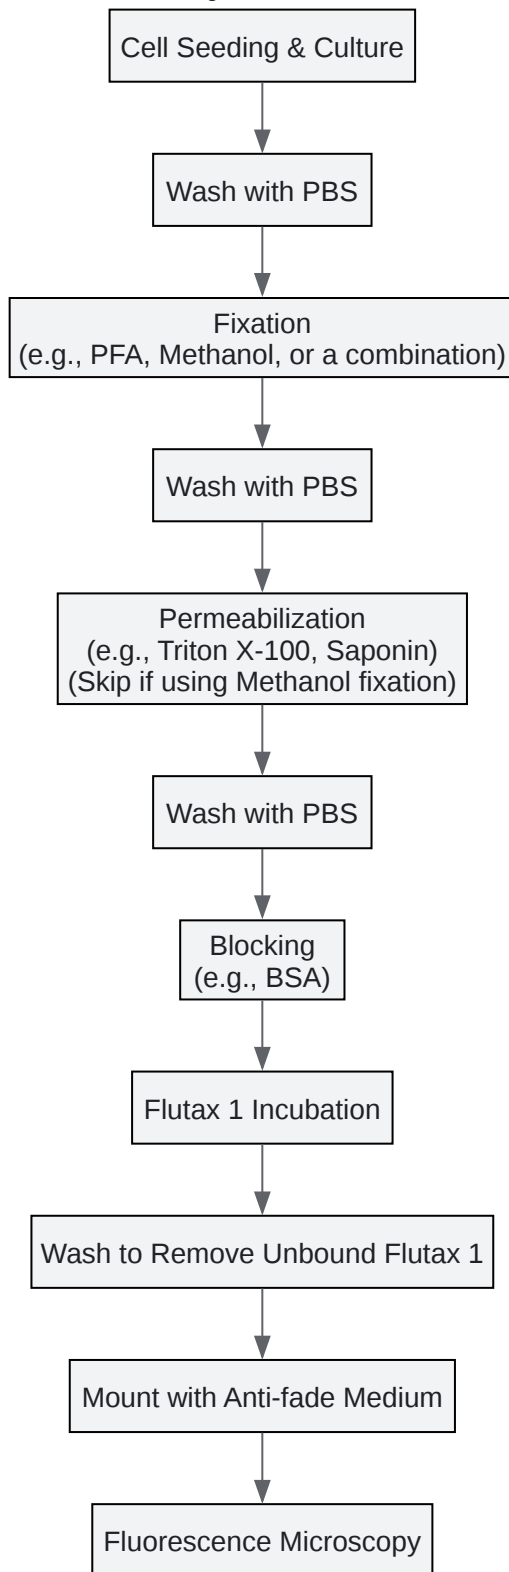 Cell Seeding & Culture
Wash with PBS
Fixation
(e.g., PFA, Methanol, or a combination)
Wash with PBS
Permeabilization
(e.g., Triton X-100, Saponin)
(Skip if using Methanol fixation)
Wash with PBS
Blocking
(e.g., BSA)
Flutax 1 Incubation
Wash to Remove Unbound Flutax 1
Mount with Anti-fade Medium
Fluorescence Microscopy